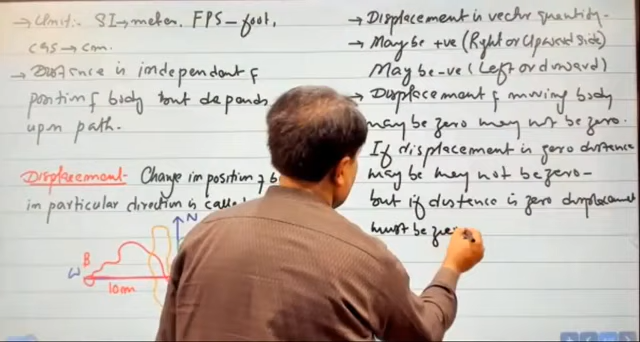 → Unit:- SI → meter, FPS - foot,
CGS → cm.
→ Distance is independent of
position of body but depends
upon path.
Displacement- Change in position of b
in particular direction is called
N
B
W
10m
→ Displacement is vector quantity-
→ May be +ve (Right or Upward side)
May be -ve (Left or downward)
→ Displacement of moving body
may be zero may not be zero.
If displacement is zero distance
may be may not be zero-
but if distance is zero displacement
must be zero